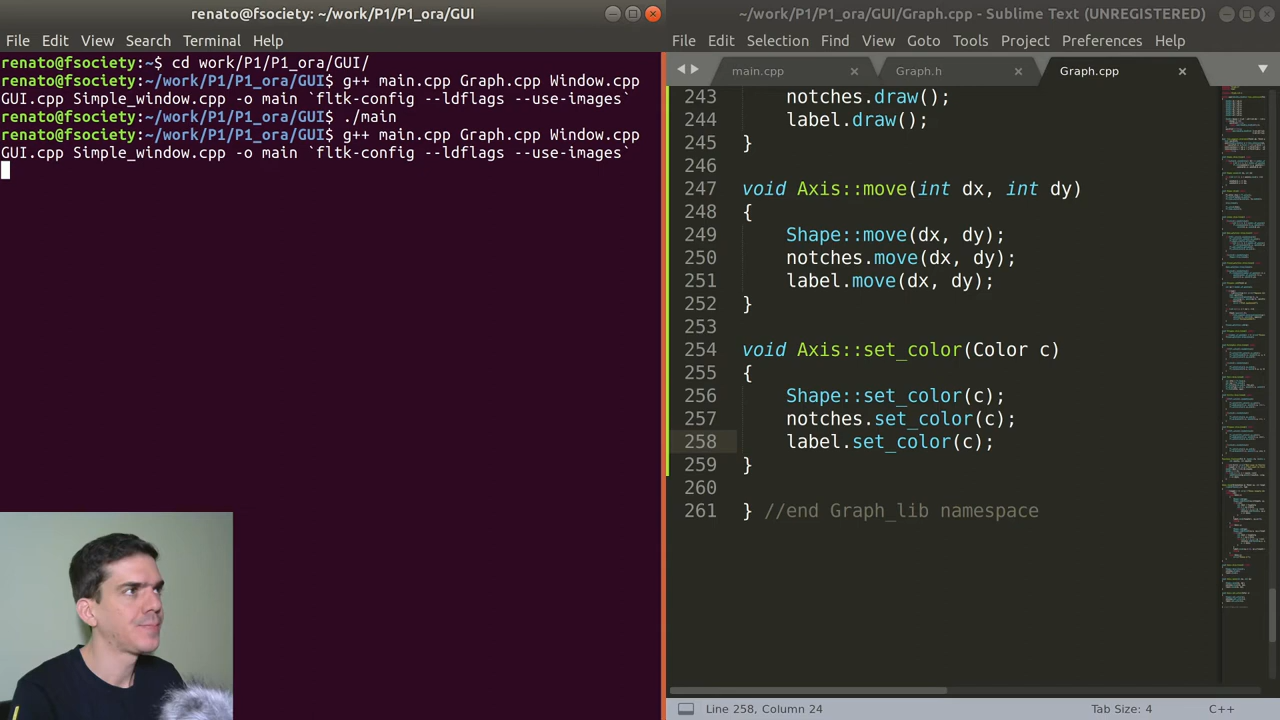 renato@fsociety: ~/work/P1/P1_ora/GUI
File Edit View Search Terminal Help
renato@fsociety:~$ cd work/P1/P1_ora/GUI/
renato@fsociety:~/work/P1/P1_ora/GUI$ g++ main.cpp Graph.cpp Window.cpp
GUI.cpp Simple_window.cpp -o main `fltk-config --ldflags --use-images`
renato@fsociety:~/work/P1/P1_ora/GUI$ ./main
renato@fsociety:~/work/P1/P1_ora/GUI$ g++ main.cpp Graph.cpp Window.cpp
GUI.cpp Simple_window.cpp -o main `fltk-config --ldflags --use-images`
~/work/P1/P1_ora/GUI/Graph.cpp - Sublime Text (UNREGISTERED)
File Edit Selection Find View Goto Tools Project Preferences Help
main.cpp Graph.h Graph.cpp
243 notches.draw();
244 label.draw();
245 }
246
247 void Axis::move(int dx, int dy)
248 {
249 Shape::move(dx, dy);
250 notches.move(dx, dy);
251 label.move(dx, dy);
252 }
253
254 void Axis::set_color(Color c)
255 {
256 Shape::set_color(c);
257 notches.set_color(c);
258 label.set_color(c);
259 }
260
261 } //end Graph_lib namespace
Line 258, Column 24 Tab Size: 4 C++